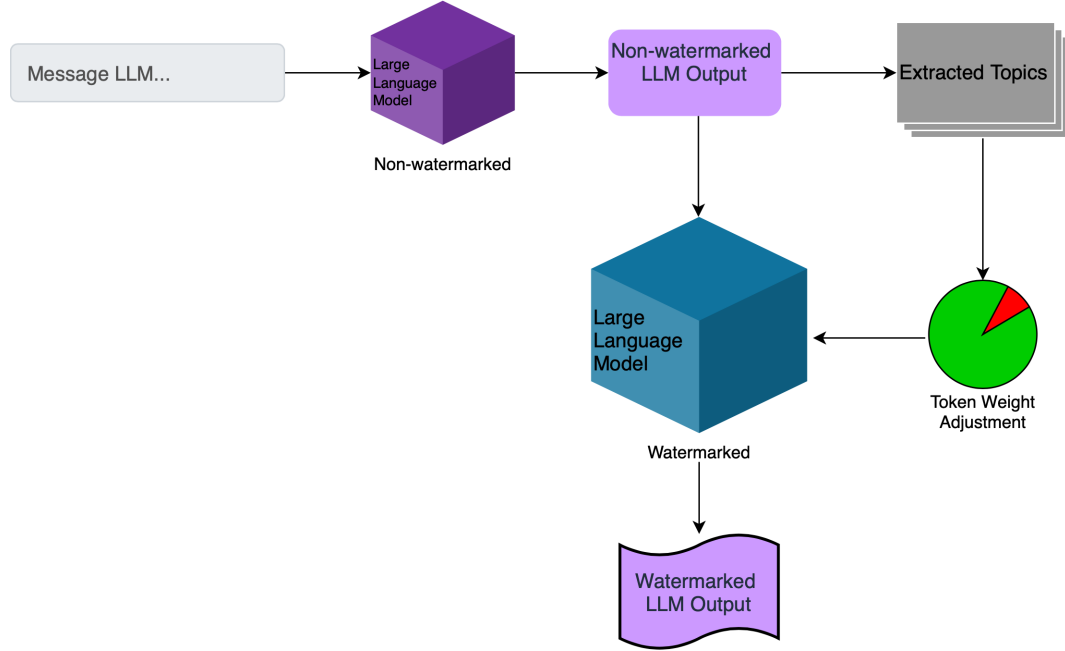 Message LLM...
Large
Language
Model
Non-watermarked
Non-watermarked
LLM Output
Extracted Topics
Large
Language
Model
Watermarked
Token Weight
Adjustment
Watermarked
LLM Output